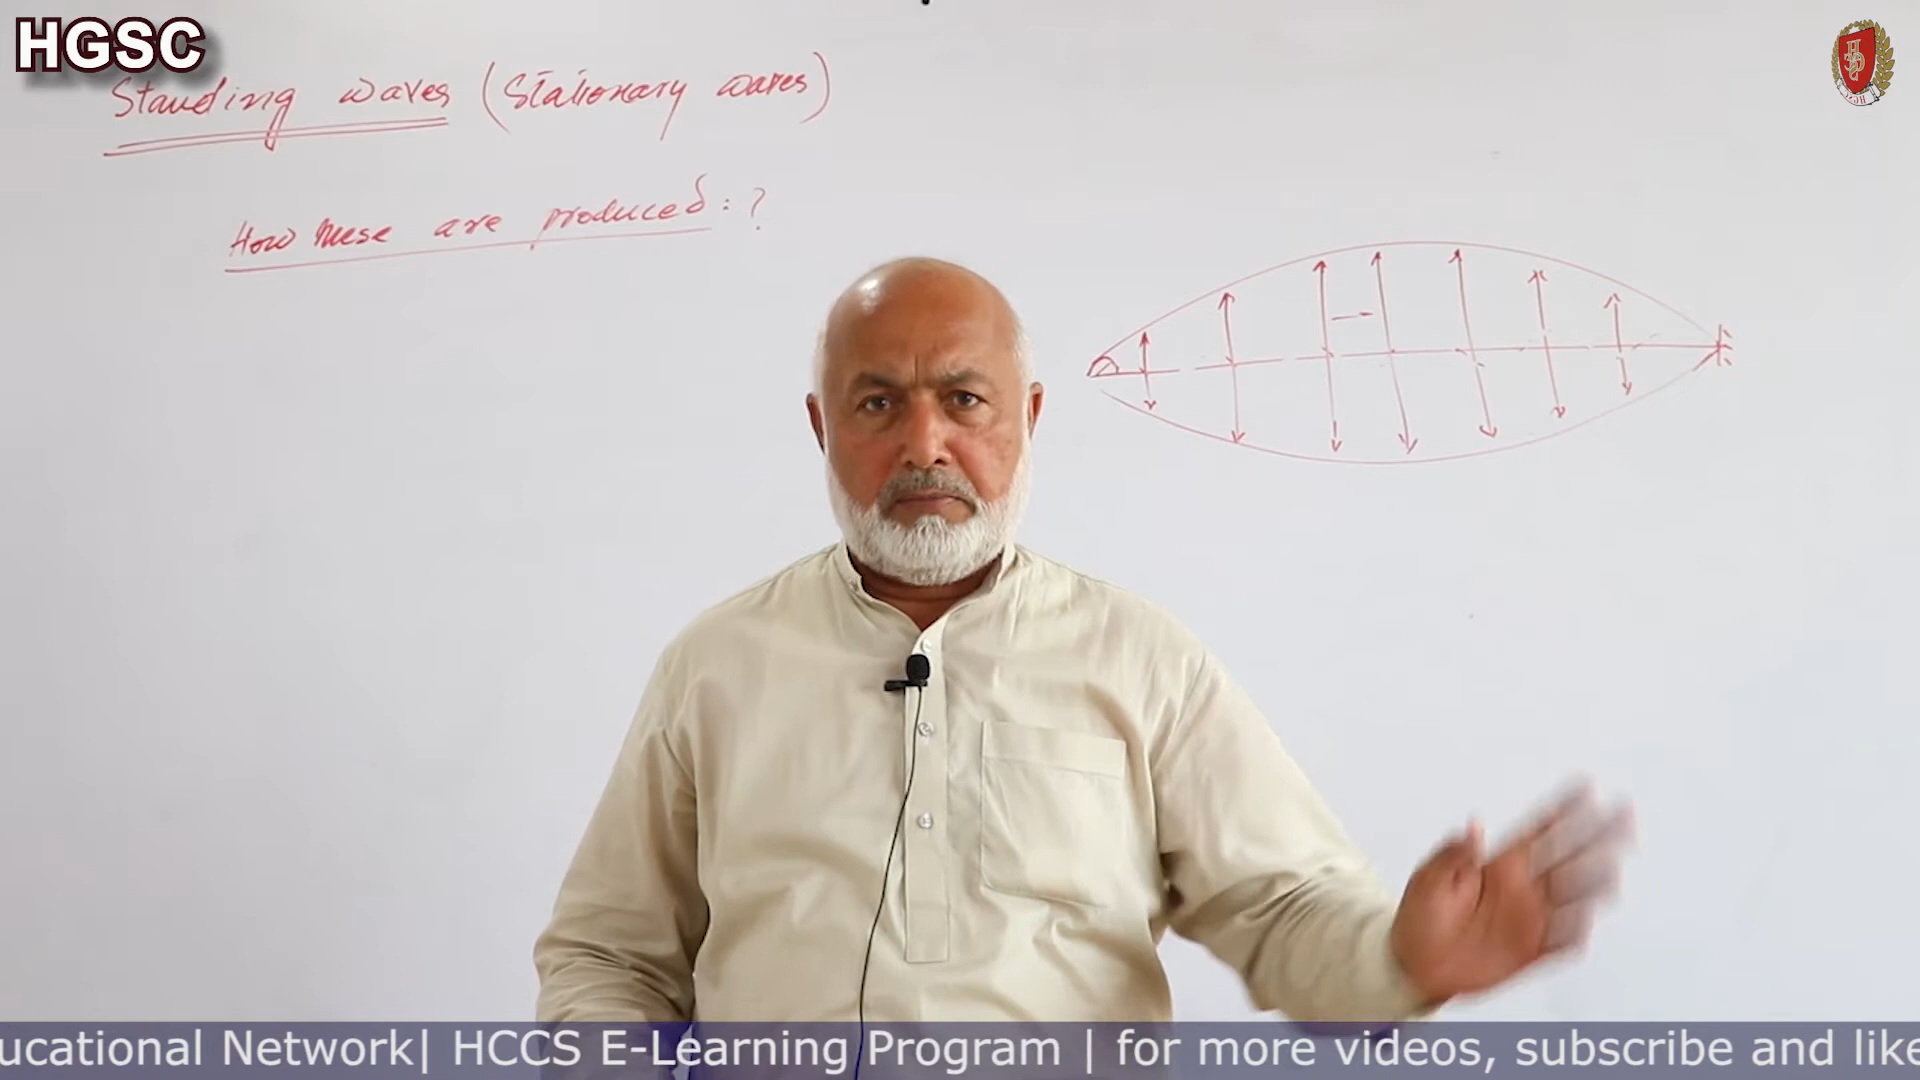 HGSC
Standing waves (Stationary waves)
How these are produced : ?
ucational Network| HCCS E-Learning Program | for more videos, subscribe and like